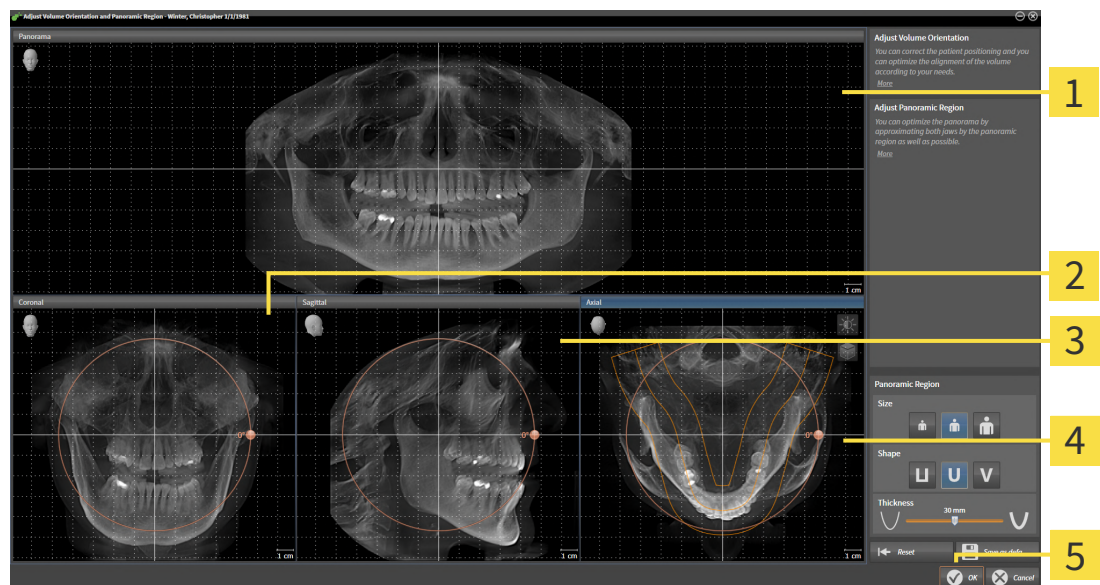 Adjust Volume Orientation and Panoramic Region - Winter, Christopher 1/1/1981
Panorama
1 cm
Coronal
0°
1 cm
Sagittal
0°
1 cm
Axial
0°
1 cm
Adjust Volume Orientation
You can correct the patient positioning and you
can optimize the alignment of the volume
according to your needs.
More
Adjust Panoramic Region
You can optimize the panorama by
approximating both jaws by the panoramic
region as well as possible.
More
Panoramic Region
Size
Shape
U V
Thickness
30 mm
Reset
Save as defa
OK
Cancel
1
2
3
4
5